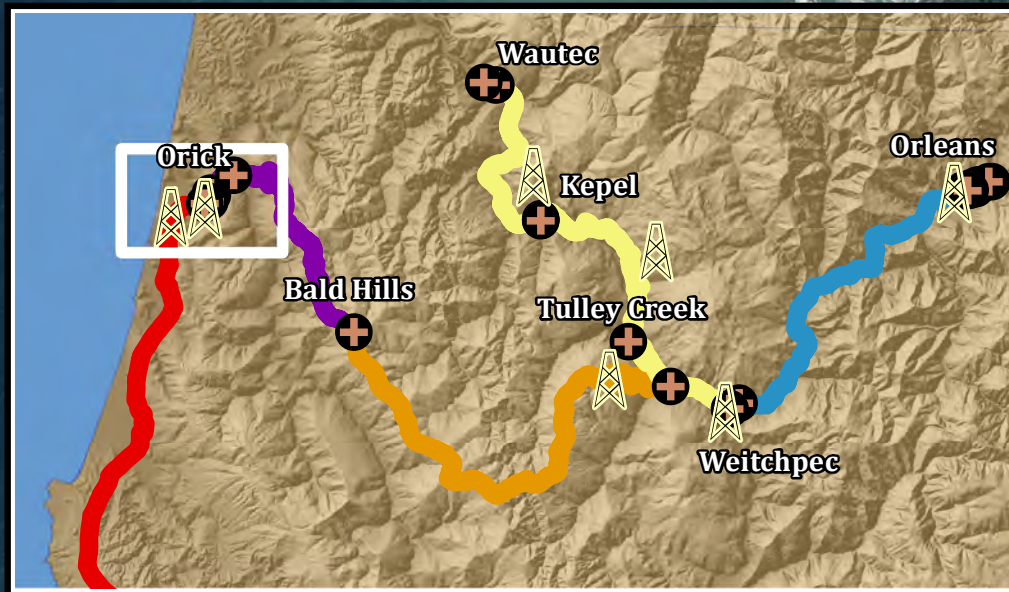 Wautec
Orleans
Orick
Kepel
Bald Hills
Tulley Creek
Weitchpec